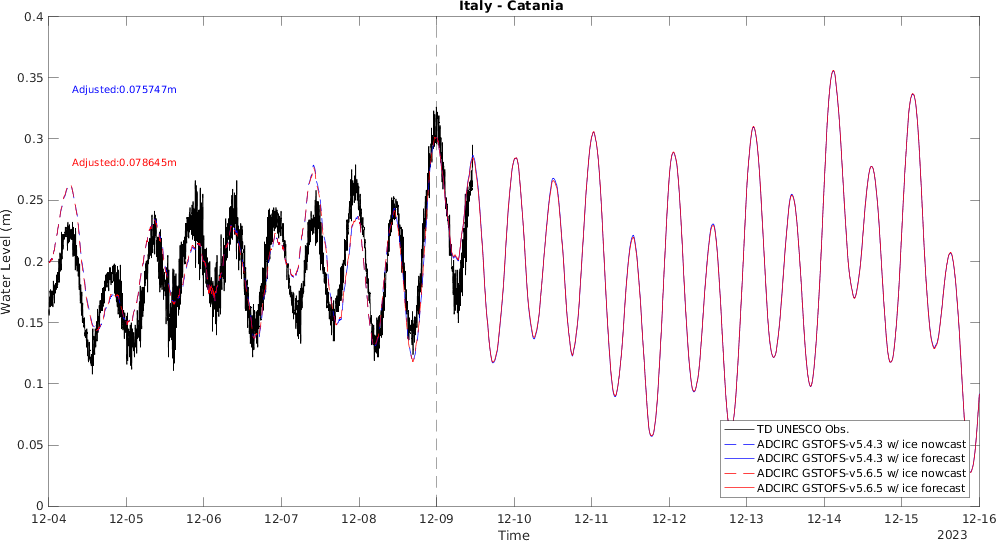 Italy - Catania
0.4
0.35
0.3
0.25
0.2
0.15
0.1
0.05
0
Water Level (m)
Adjusted:0.075747m
Adjusted:0.078645m
TD UNESCO Obs.
ADCIRC GSTOFS-v5.4.3 w/ ice nowcast
ADCIRC GSTOFS-v5.4.3 w/ ice forecast
ADCIRC GSTOFS-v5.6.5 w/ ice nowcast
ADCIRC GSTOFS-v5.6.5 w/ ice forecast
12-04 12-05 12-06 12-07 12-08 12-09 12-10 12-11 12-12 12-13 12-14 12-15 12-16
Time
2023